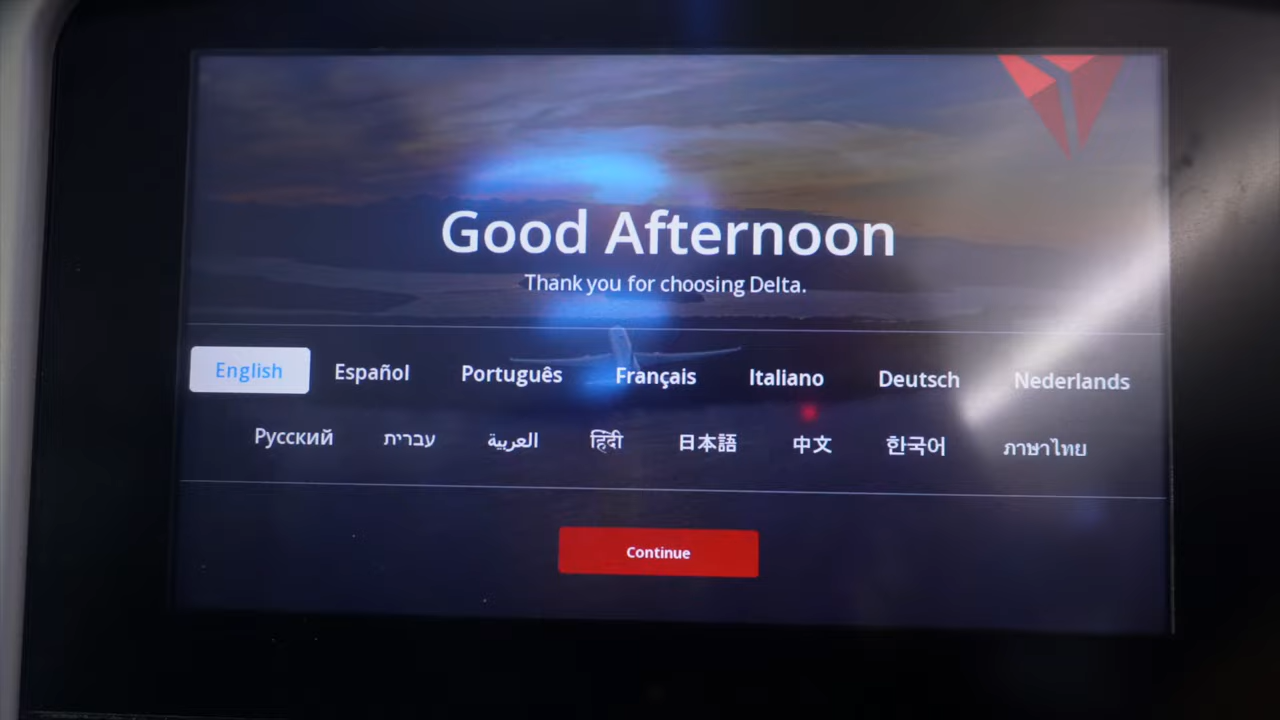 Good Afternoon
Thank you for choosing Delta.
English Español Português Français Italiano Deutsch Nederlands
Русский עברית العربية हिंदी 日本語 中文 한국어 ภาษาไทย
Continue